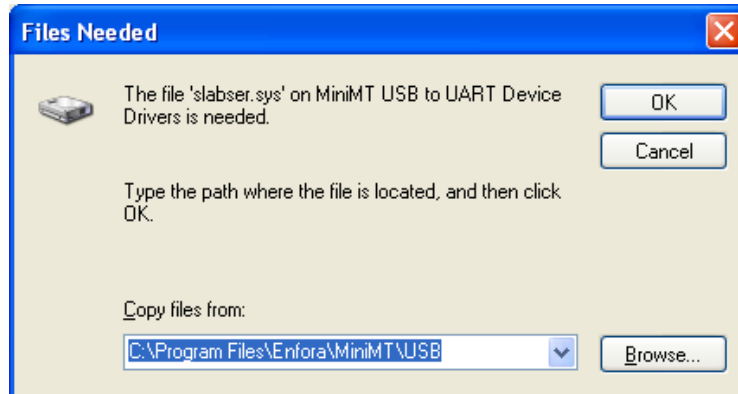 Files Needed
The file 'slabser.sys' on MiniMT USB to UART Device
Drivers is needed.
OK
Cancel
Type the path where the file is located, and then click
OK.
Copy files from:
C:\Program Files\Enfora\MiniMT\USB
Browse...